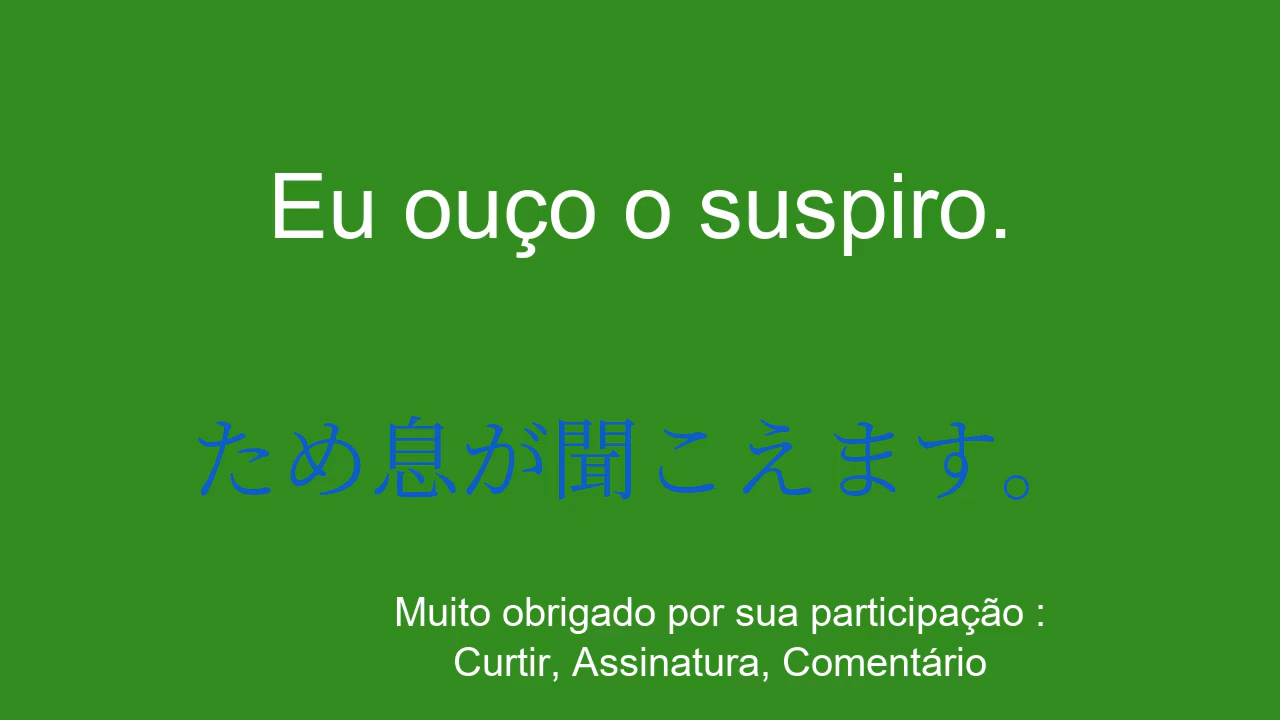 Eu ouço o suspiro.
ため息が聞こえます。
Muito obrigado por sua participação :
Curtir, Assinatura, Comentário